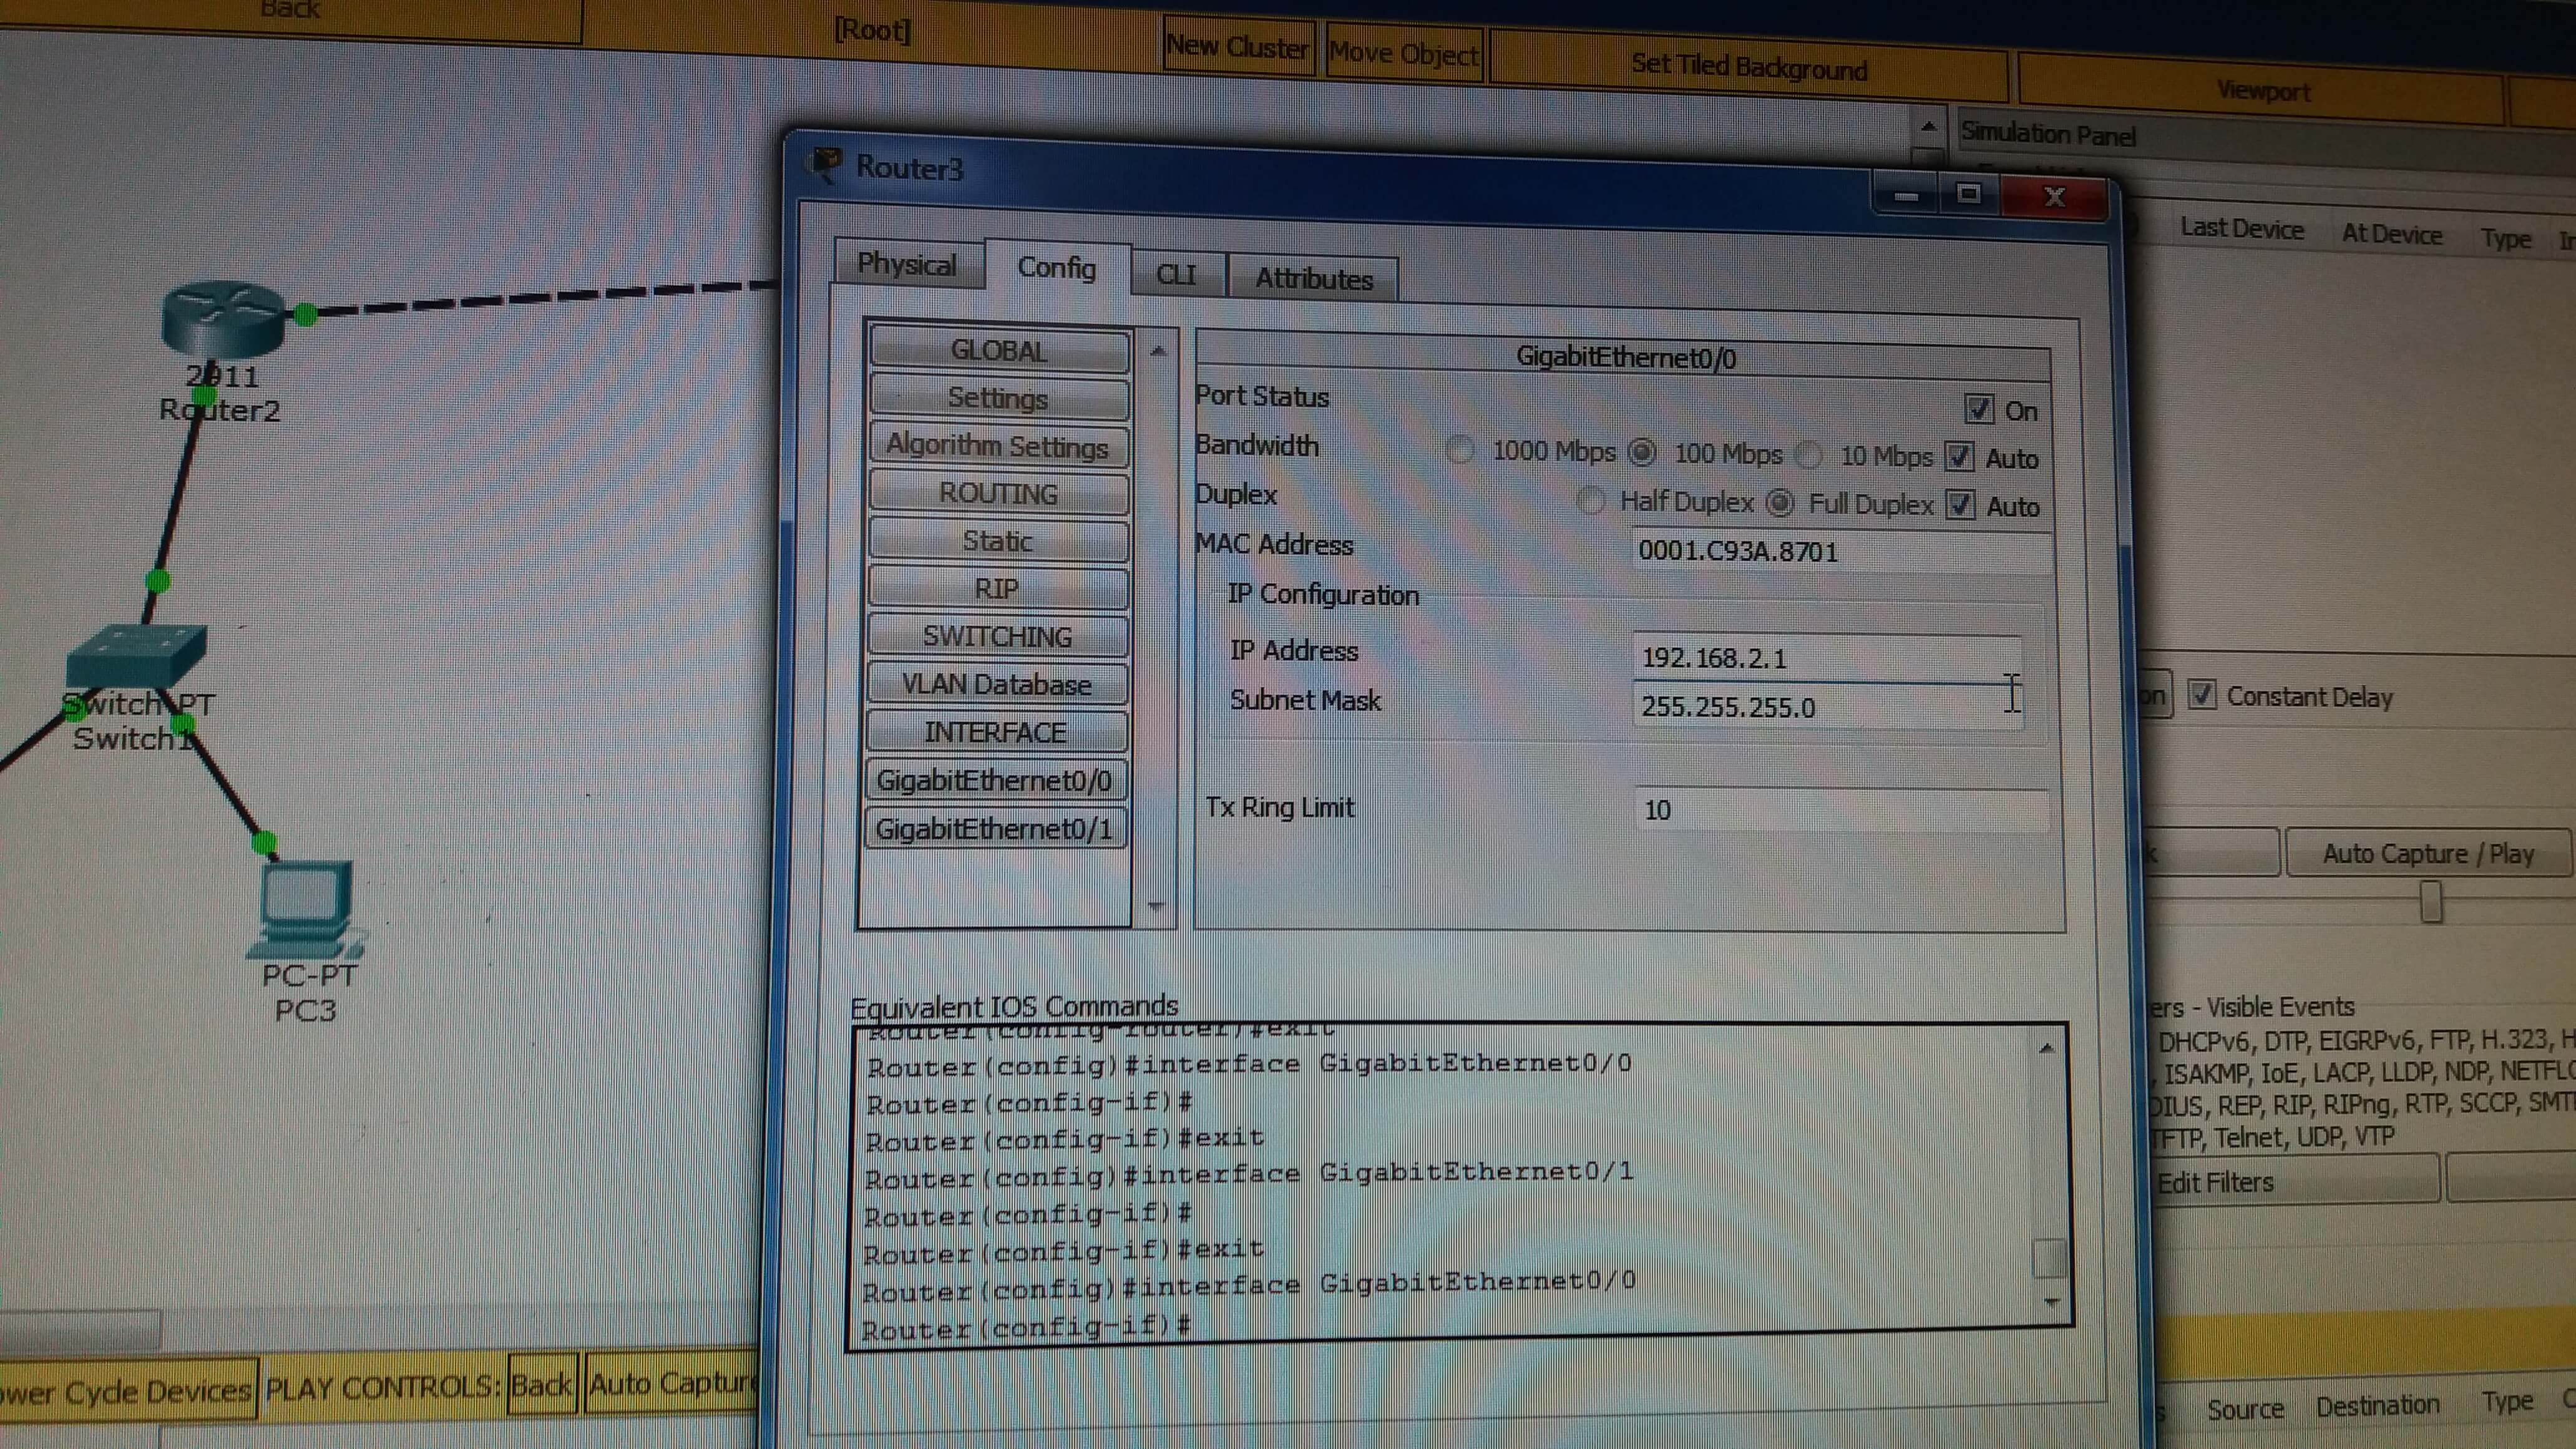 Back
[Root]
New Cluster
Move Object
Set Tiled Background
Viewport
Simulation Panel
Last Device
At Device
Type
Router3
Physical
Config
CLI
Attributes
GLOBAL
Settings
Algorithm Settings
ROUTING
Static
RIP
SWITCHING
VLAN Database
INTERFACE
GigabitEthernet0/0
GigabitEthernet0/1
GigabitEthernet0/0
Port Status
On
Bandwidth
1000 Mbps
100 Mbps
10 Mbps
Auto
Duplex
Half Duplex
Full Duplex
Auto
MAC Address
0001.C93A.8701
IP Configuration
IP Address
192.168.2.1
Subnet Mask
255.255.255.0
Tx Ring Limit
10
Equivalent IOS Commands
Router(config-router)#exit
Router(config)#interface GigabitEthernet0/0
Router(config-if)#
Router(config-if)#exit
Router(config)#interface GigabitEthernet0/1
Router(config-if)#
Router(config-if)#exit
Router(config)#interface GigabitEthernet0/0
Router(config-if)#
2911
Router2
Switch-PT
Switch1
PC-PT
PC3
Constant Delay
Auto Capture / Play
ers - Visible Events
DHCPv6, DTP, EIGRPv6, FTP, H.323, H
, ISAKMP, IoE, LACP, LLDP, NDP, NETFLO
DIUS, REP, RIP, RIPng, RTP, SCCP, SMT
TFTP, Telnet, UDP, VTP
Edit Filters
ower Cycle Devices
PLAY CONTROLS:
Back
Auto Captur
Source
Destination
Type